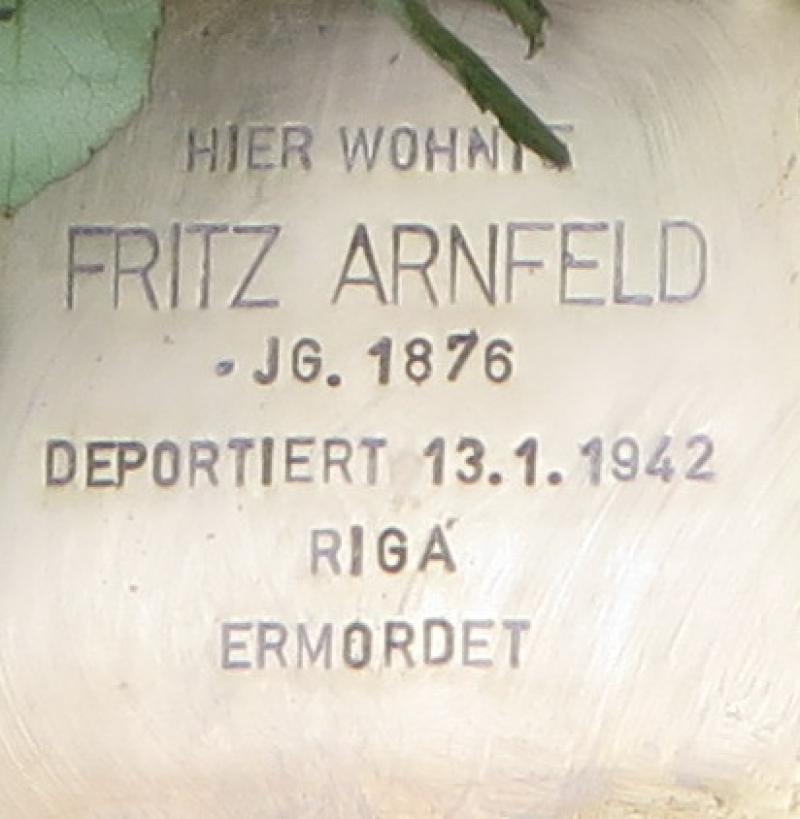 HIER WOHNTE
FRITZ ARNFELD
JG. 1876
DEPORTIERT 13.1.1942
RIGA
ERMORDET